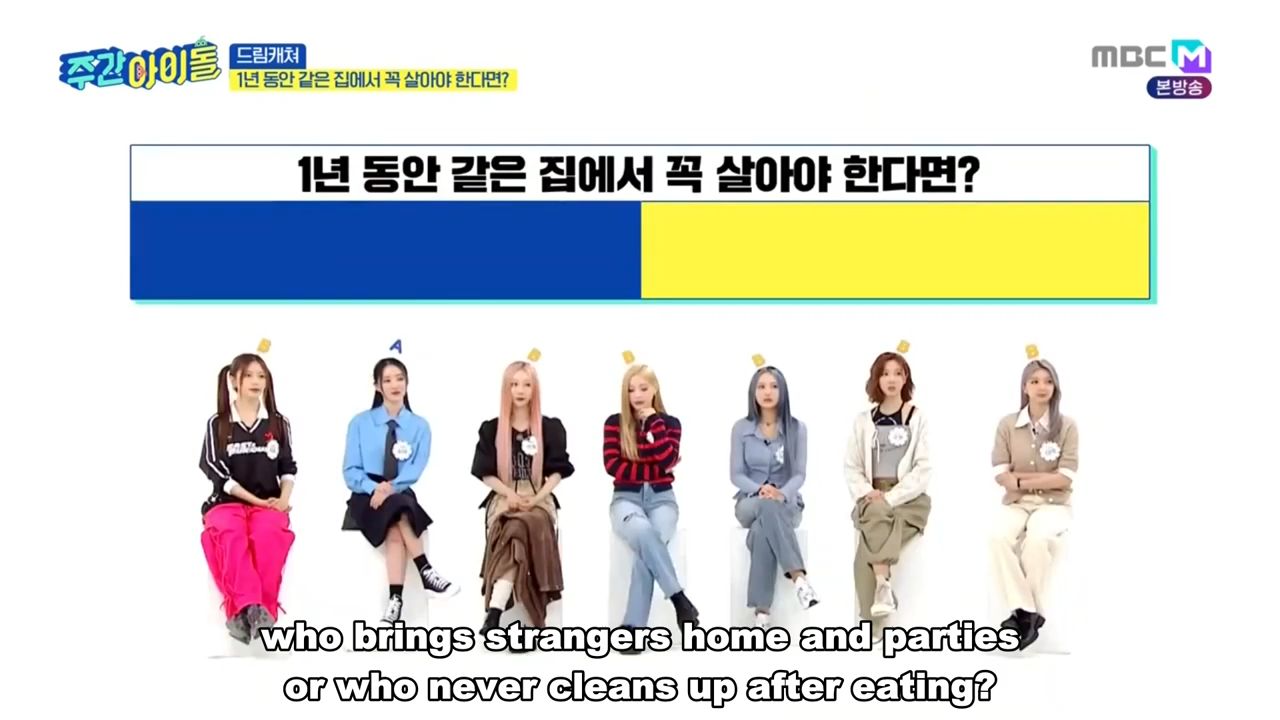 주간아이돌
드림캐쳐
1년 동안 같은 집에서 꼭 살아야 한다면?
MBC M
본방송
1년 동안 같은 집에서 꼭 살아야 한다면?
B A B B B B B
who brings strangers home and parties
or who never cleans up after eating?